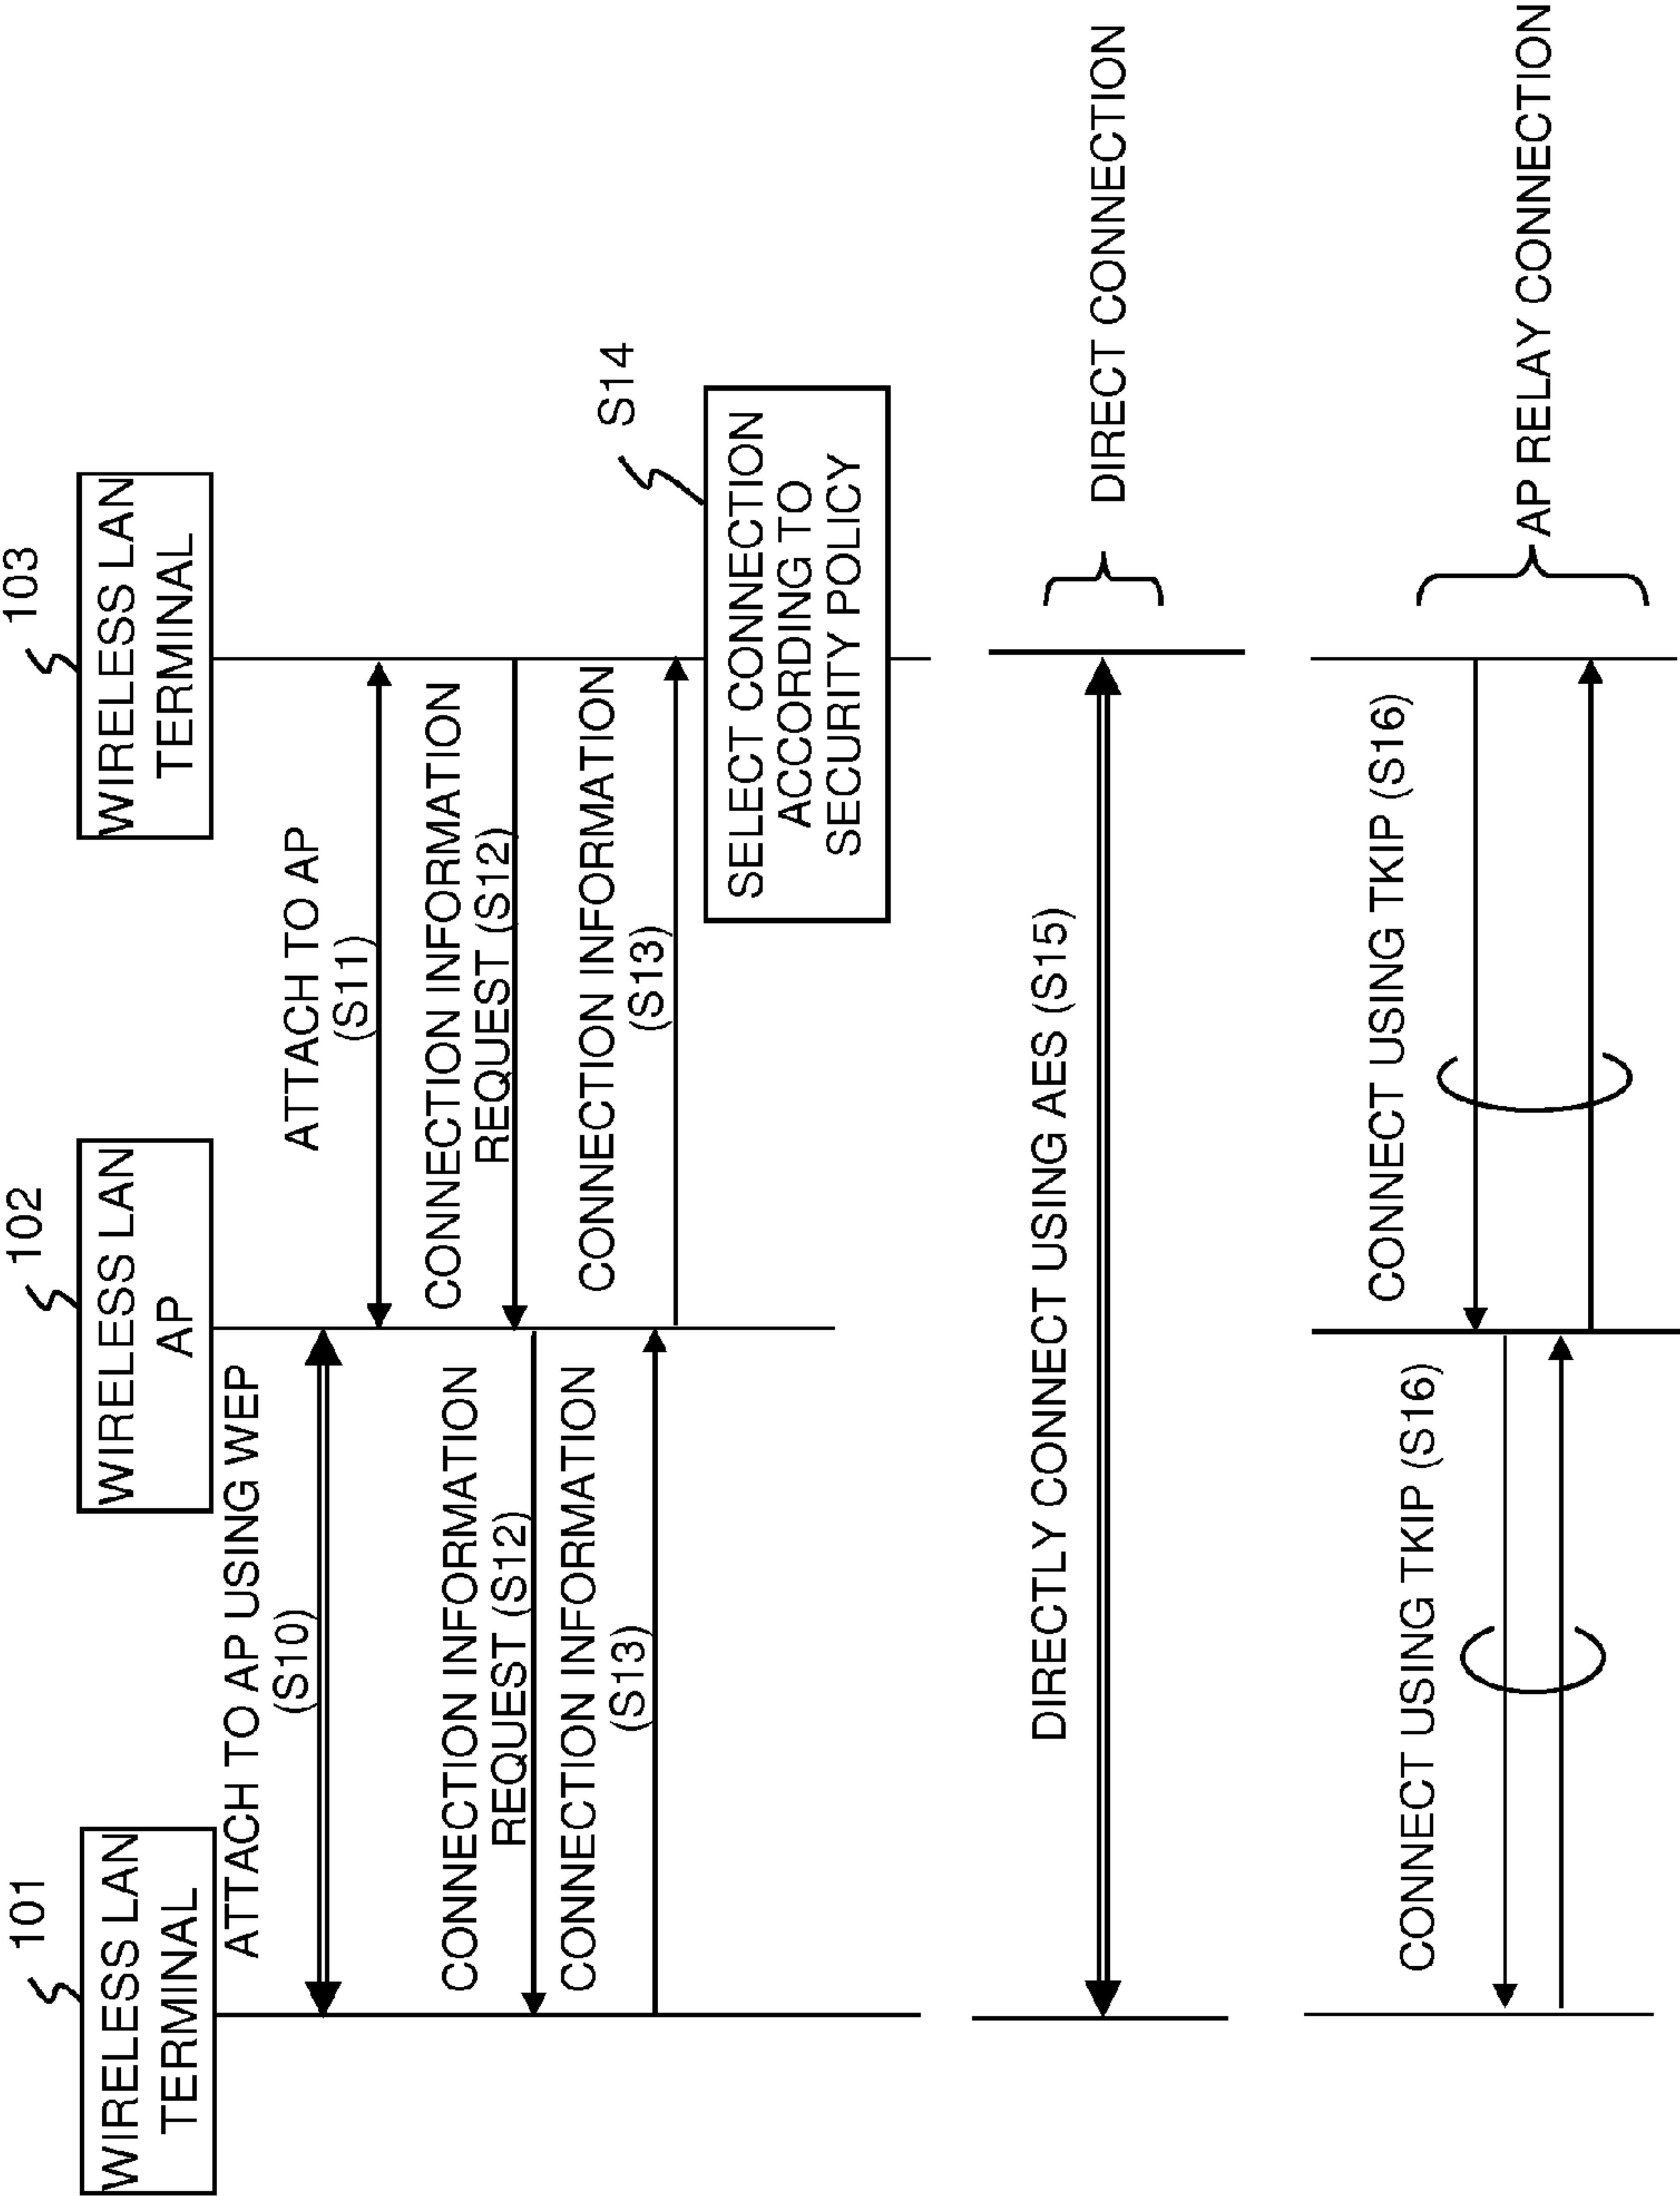 101
WIRELESS LAN
TERMINAL
102
WIRELESS LAN
AP
103
WIRELESS LAN
TERMINAL
ATTACH TO AP USING WEP
(S10)
ATTACH TO AP
(S11)
CONNECTION INFORMATION
REQUEST (S12)
CONNECTION INFORMATION
REQUEST (S12)
CONNECTION INFORMATION
(S13)
CONNECTION INFORMATION
(S13)
S14
SELECT CONNECTION
ACCORDING TO
SECURITY POLICY
DIRECTLY CONNECT USING AES (S15)
DIRECT CONNECTION
CONNECT USING TKIP (S16)
CONNECT USING TKIP (S16)
AP RELAY CONNECTION